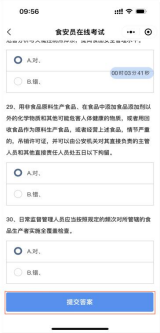 09:56
食安员在线考试
A.对。
00时03分41秒
B.错。
29、用非食品原料生产食品、在食品中添加食品添加剂以
外的化学物质和其他可能危害人体健康的物质，或者用回
收食品作为原料生产食品，或者经营上述食品，情节严重
的，吊销许可证，并可以由公安机关对其直接负责的主管
人员和其他直接责任人员处五日以下拘留。
A.对。
B.错。
30、日常监督管理人员应当按照规定的频次对所管辖的食
品生产者实施全覆盖检查。
A.对。
B.错。
提交答案